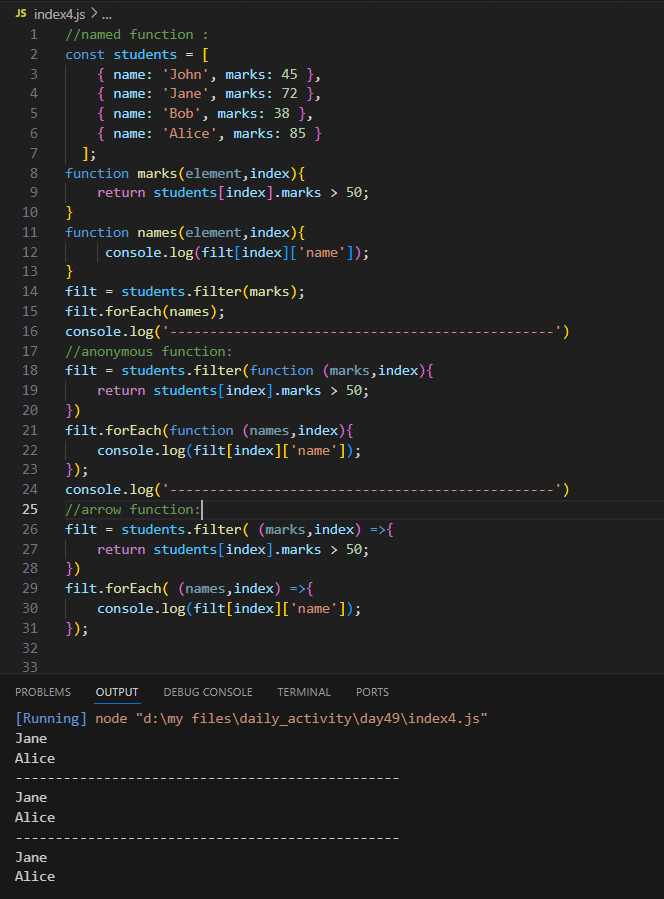 JS index4.js > ...
1 //named function :
2 const students = [
3 { name: 'John', marks: 45 },
4 { name: 'Jane', marks: 72 },
5 { name: 'Bob', marks: 38 },
6 { name: 'Alice', marks: 85 }
7 ];
8 function marks(element,index){
9 return students[index].marks > 50;
10 }
11 function names(element,index){
12 console.log(filt[index]['name']);
13 }
14 filt = students.filter(marks);
15 filt.forEach(names);
16 console.log('------------------------------------------------')
17 //anonymous function:
18 filt = students.filter(function (marks,index){
19 return students[index].marks > 50;
20 })
21 filt.forEach(function (names,index){
22 console.log(filt[index]['name']);
23 });
24 console.log('------------------------------------------------')
25 //arrow function:
26 filt = students.filter( (marks,index) =>{
27 return students[index].marks > 50;
28 })
29 filt.forEach( (names,index) =>{
30 console.log(filt[index]['name']);
31 });
32
33
PROBLEMS OUTPUT DEBUG CONSOLE TERMINAL PORTS
[Running] node "d:\my files\daily_activity\day49\index4.js"
Jane
Alice
------------------------------------------------
Jane
Alice
------------------------------------------------
Jane
Alice